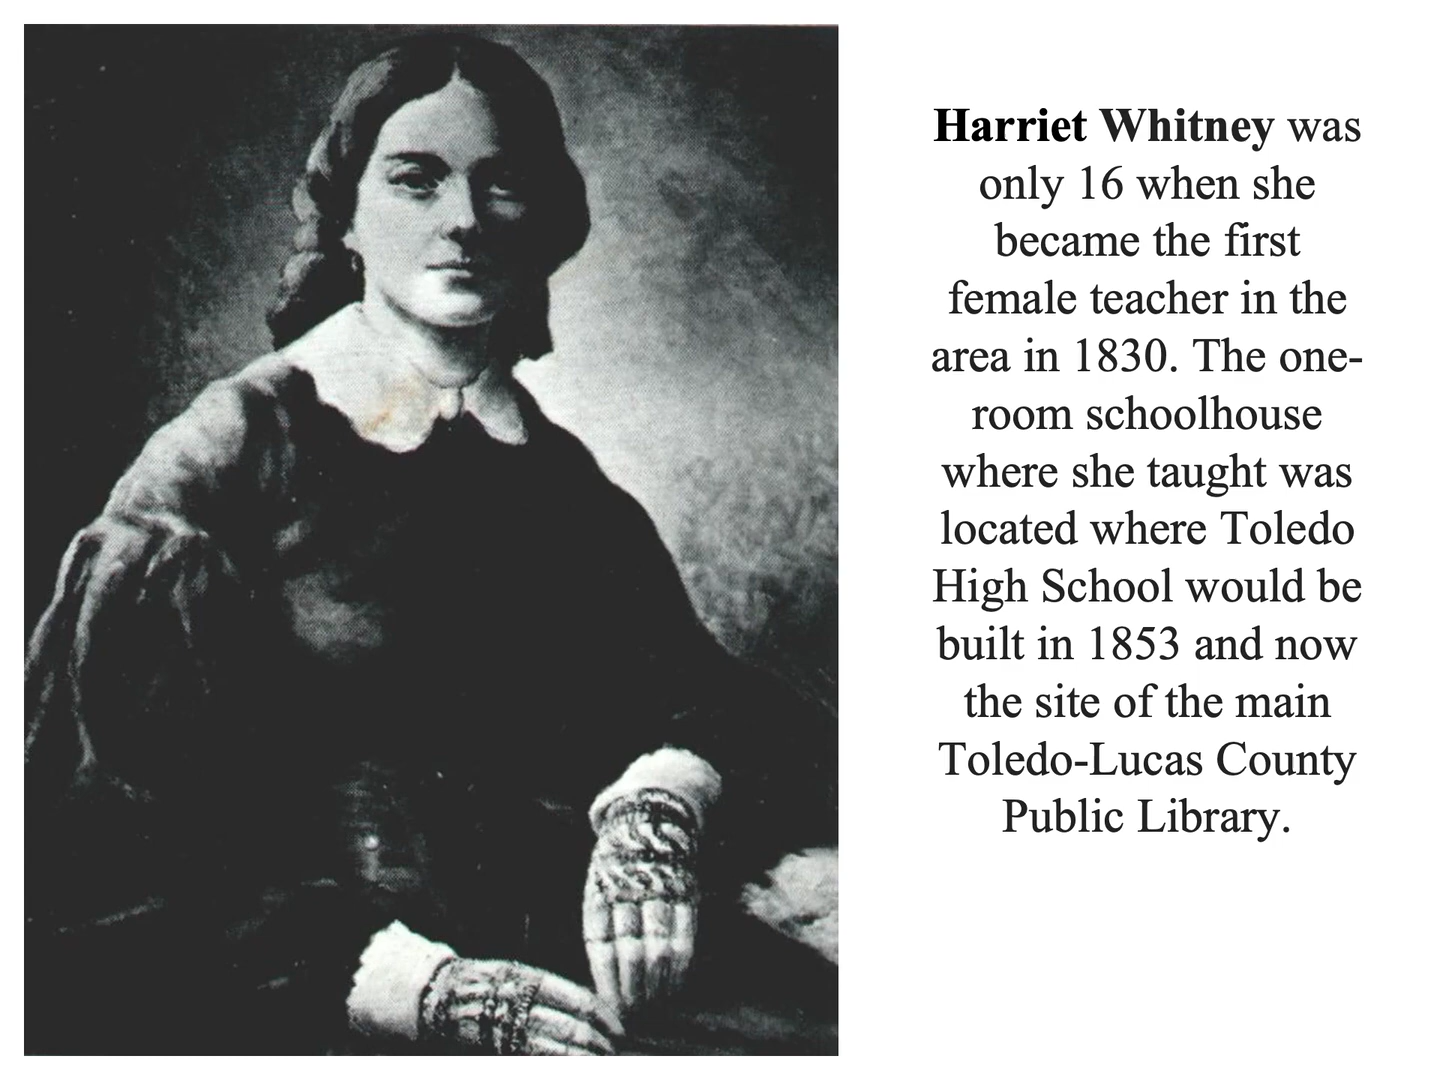 Harriet Whitney was
only 16 when she
became the first
female teacher in the
area in 1830. The one-
room schoolhouse
where she taught was
located where Toledo
High School would be
built in 1853 and now
the site of the main
Toledo-Lucas County
Public Library.